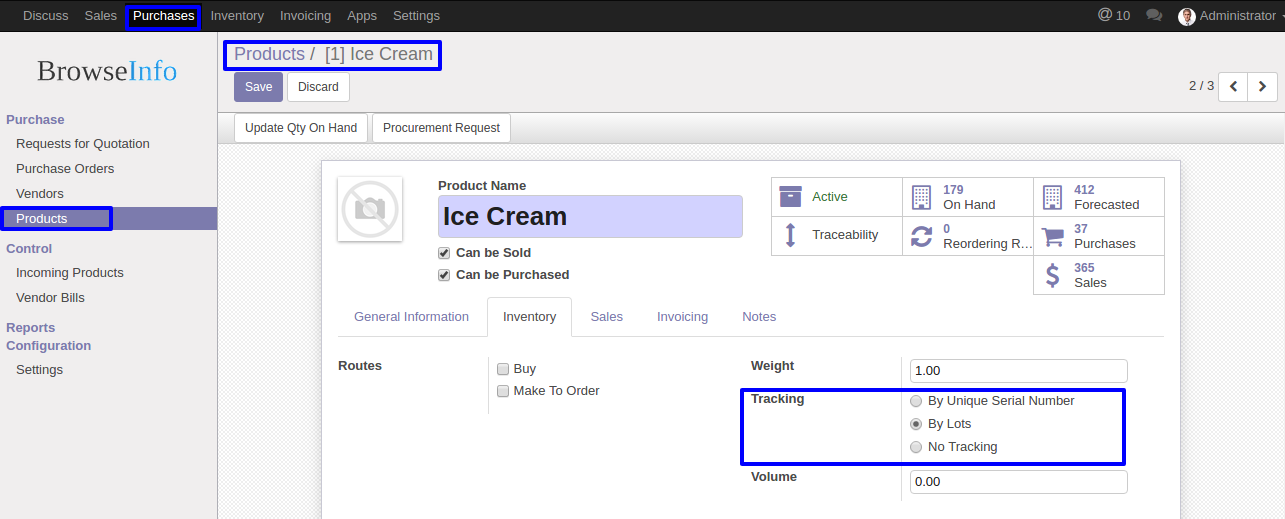 Discuss Sales Purchases Inventory Invoicing Apps Settings @ 10 Administrator
BrowseInfo
Purchase
Requests for Quotation
Purchase Orders
Vendors
Products
Control
Incoming Products
Vendor Bills
Reports
Configuration
Settings
Products / [1] Ice Cream
Save Discard
2 / 3
Update Qty On Hand Procurement Request
Product Name
Ice Cream
Can be Sold
Can be Purchased
Active
179
On Hand
412
Forecasted
Traceability
0
Reordering R...
37
Purchases
365
Sales
General Information Inventory Sales Invoicing Notes
Routes
Buy
Make To Order
Weight 1.00
Tracking
By Unique Serial Number
By Lots
No Tracking
Volume 0.00